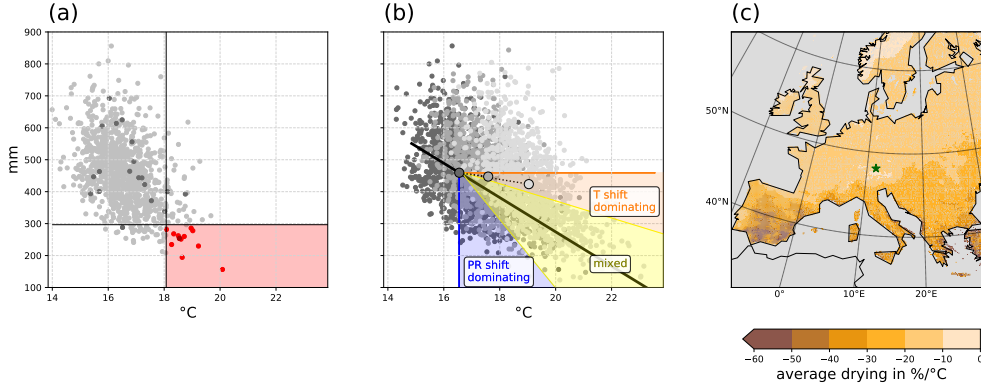 (a)
(b)
(c)
900
800
700
600
500
400
300
200
100
mm
14
16
18
20
22
°C
T shift
dominating
mixed
PR shift
dominating
14
16
18
20
22
°C
50°N
40°N
0°
10°E
20°E
−60
−50
−40
−30
−20
−10
0
average drying in %/°C